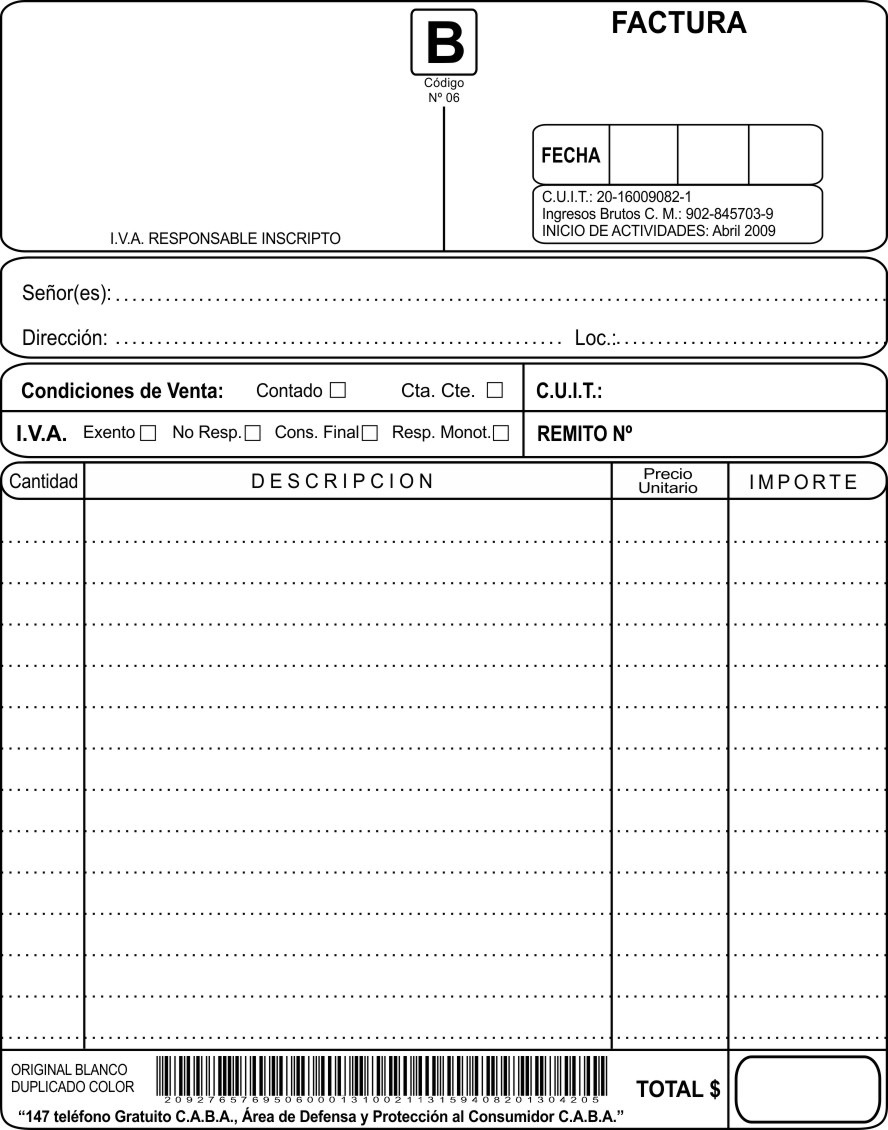 B
FACTURA
Código
Nº 06
FECHA
C.U.I.T.: 20-16009082-1
Ingresos Brutos C. M.: 902-845703-9
INICIO DE ACTIVIDADES: Abril 2009
I.V.A. RESPONSABLE INSCRIPTO
Señor(es):
Dirección: Loc.:
Condiciones de Venta: Contado Cta. Cte. C.U.I.T.:
I.V.A. Exento No Resp. Cons. Final Resp. Monot. REMITO Nº
Cantidad DESCRIPCION Precio Unitario IMPORTE
ORIGINAL BLANCO
DUPLICADO COLOR
2092765769506000013100211315940820130420​5
TOTAL $
“147 teléfono Gratuito C.A.B.A., Área de Defensa y Protección al Consumidor C.A.B.A.”